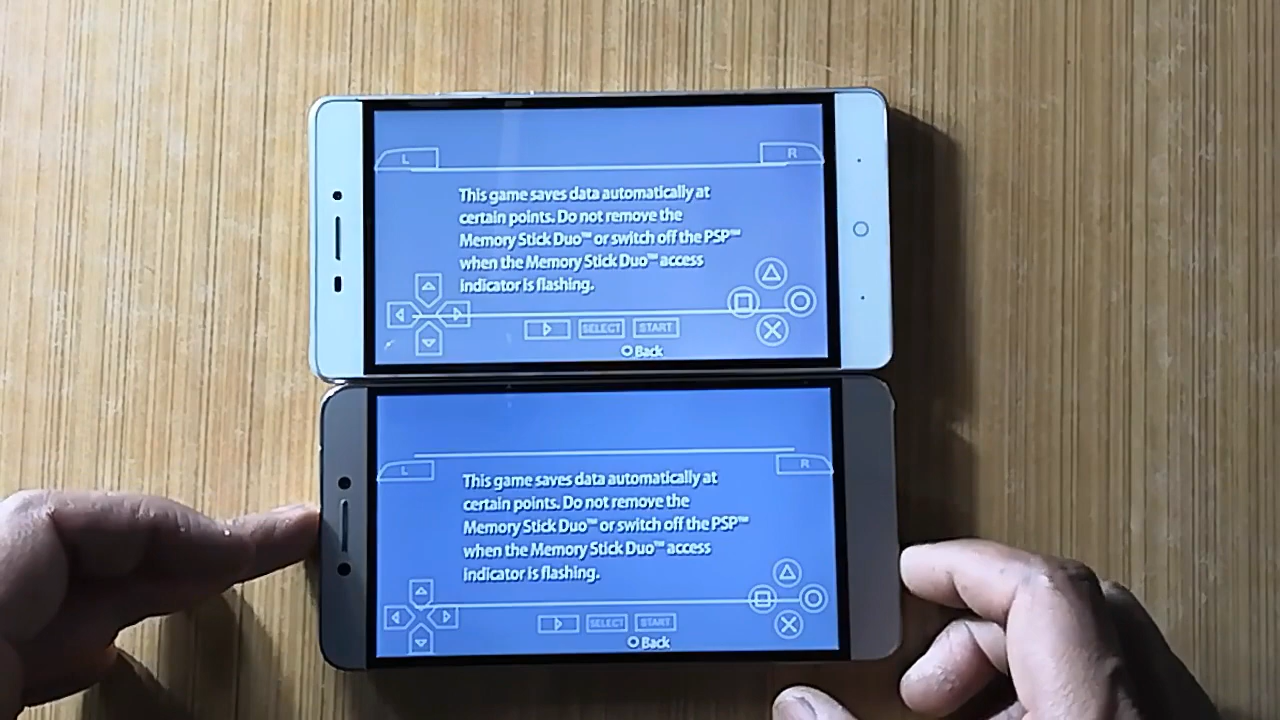 L
R
This game saves data automatically at
certain points. Do not remove the
Memory Stick Duo™ or switch off the PSP™
when the Memory Stick Duo™ access
indicator is flashing.
SELECT
START
Back
L
R
This game saves data automatically at
certain points. Do not remove the
Memory Stick Duo™ or switch off the PSP™
when the Memory Stick Duo™ access
indicator is flashing.
SELECT
START
Back